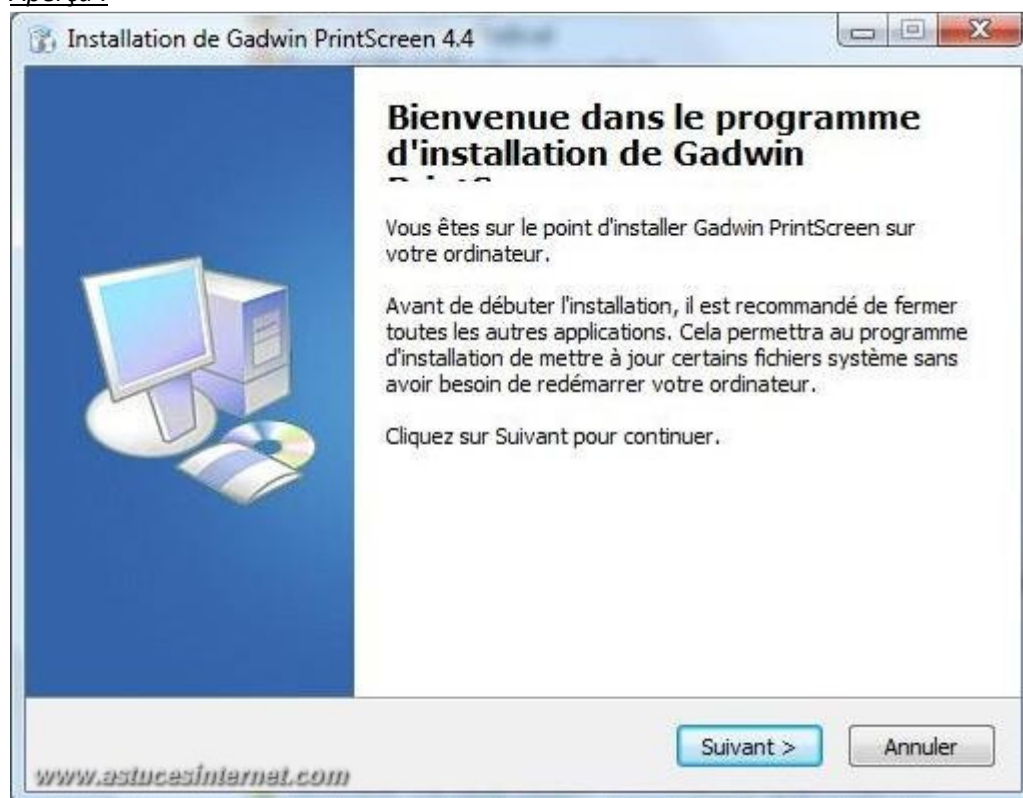 Aperçu :
Installation de Gadwin PrintScreen 4.4
Bienvenue dans le programme
d'installation de Gadwin
Vous êtes sur le point d'installer Gadwin PrintScreen sur
votre ordinateur.
Avant de débuter l'installation, il est recommandé de fermer
toutes les autres applications. Cela permettra au programme
d'installation de mettre à jour certains fichiers système sans
avoir besoin de redémarrer votre ordinateur.
Cliquez sur Suivant pour continuer.
Suivant >
Annuler
www.astucesinternet.com